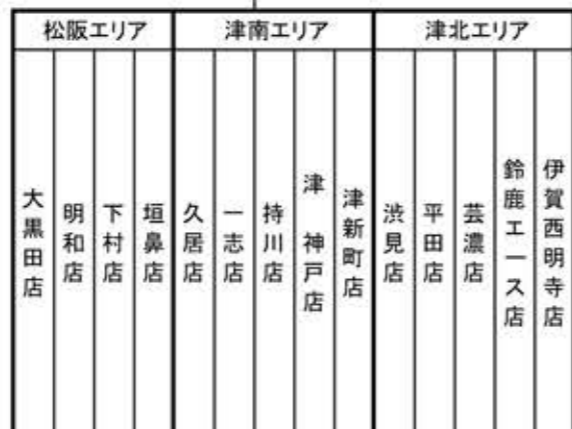 松阪エリア
津南エリア
津北エリア
大黒田店
明和店
下村店
垣鼻店
久居店
一志店
持川店
津 神戸店
津新町店
渋見店
平田店
芸濃店
鈴鹿エース店
伊賀西明寺店